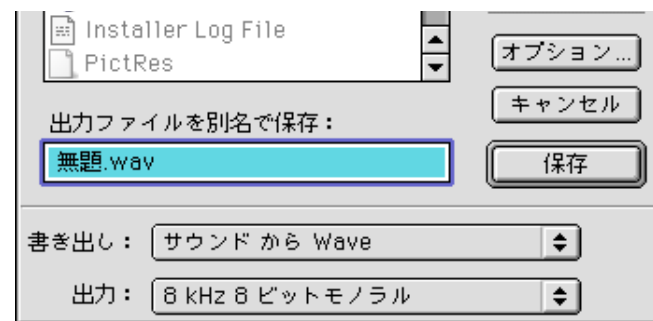 Installer Log File
PictRes
オプション...
キャンセル
出力ファイルを別名で保存：
無題.wav
保存
書き出し： サウンド から Wave
出力： 8 kHz 8 ビットモノラル